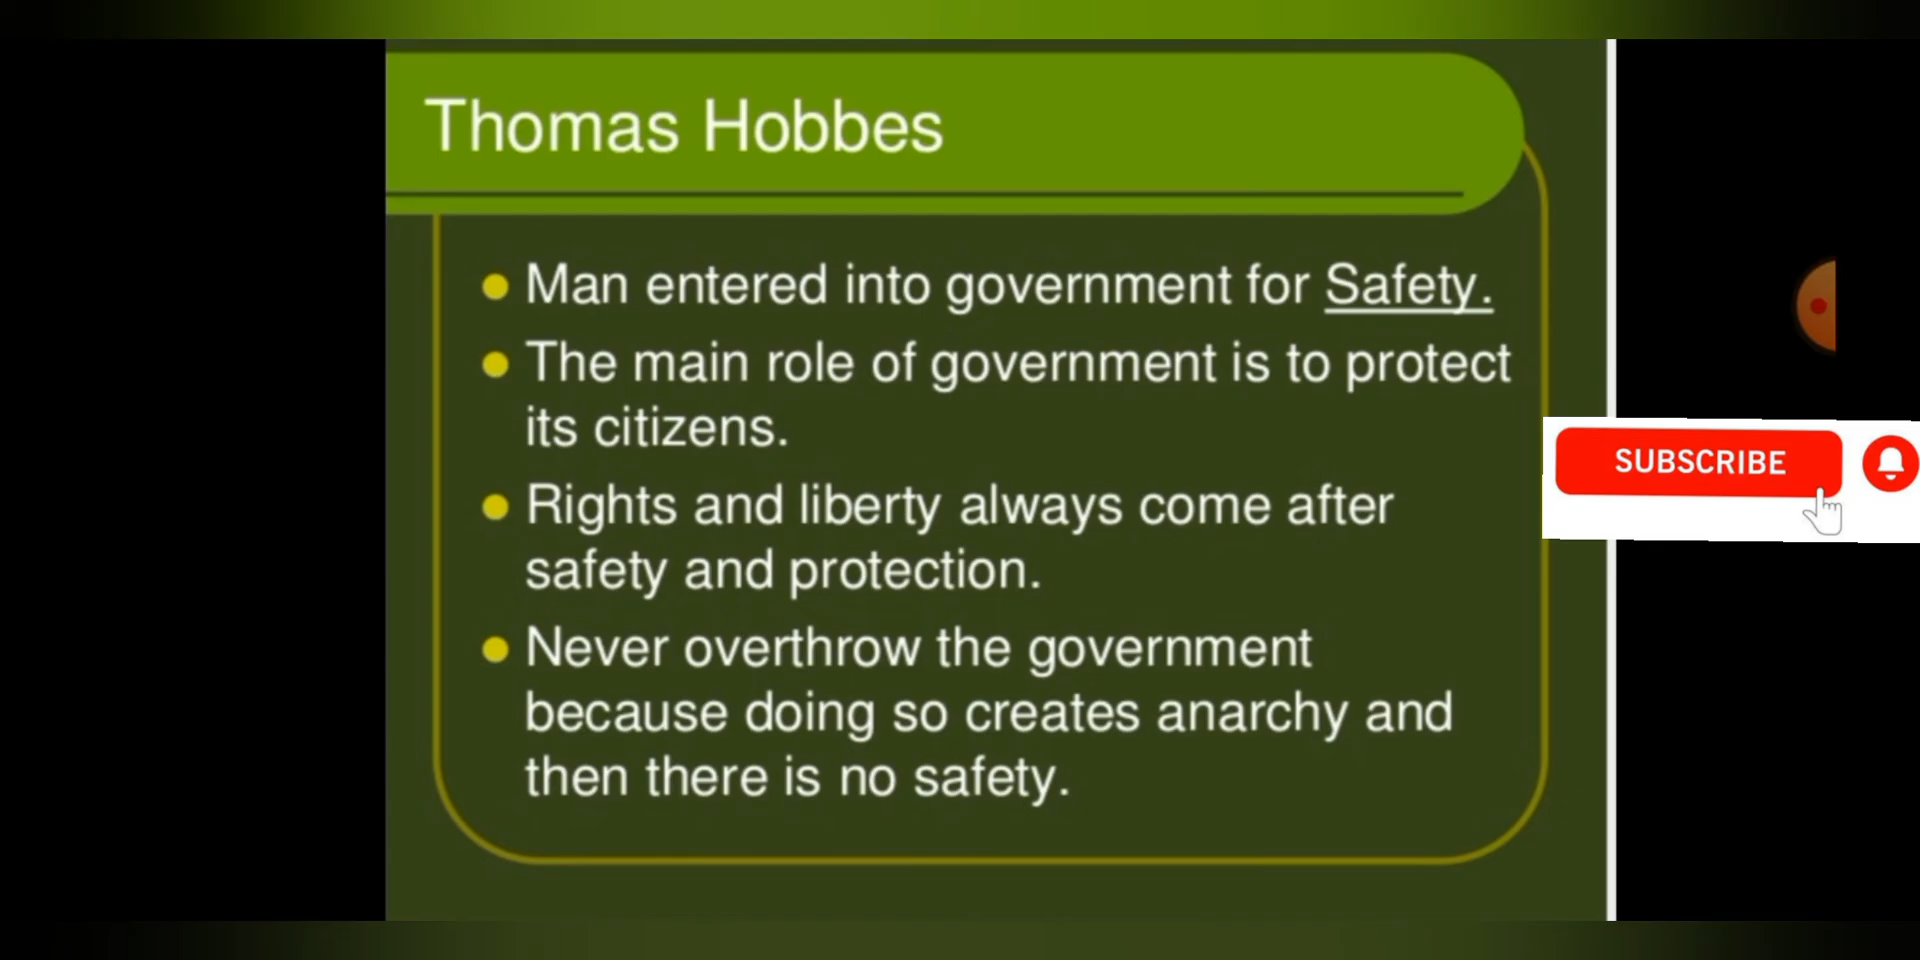 Thomas Hobbes
Man entered into government for Safety.
The main role of government is to protect
its citizens.
Rights and liberty always come after
safety and protection.
Never overthrow the government
because doing so creates anarchy and
then there is no safety.
SUBSCRIBE